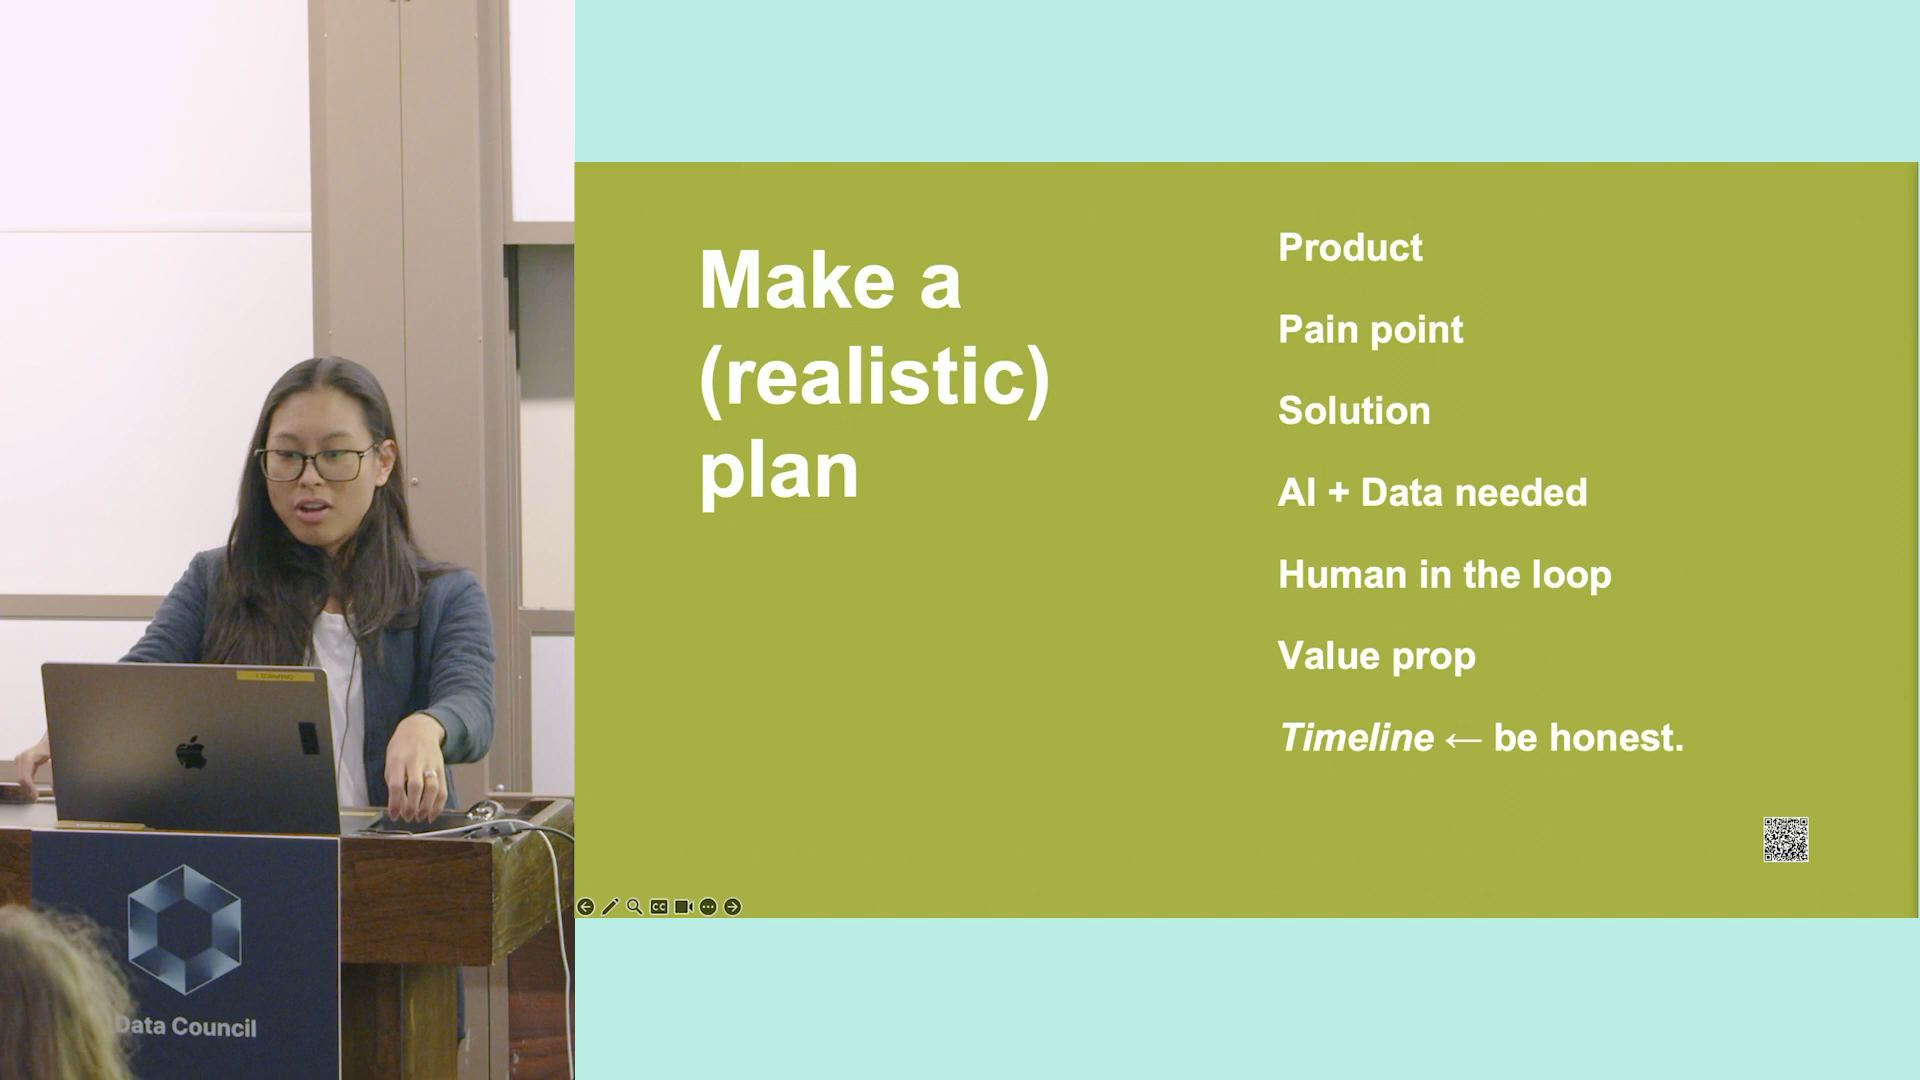 Make a
(realistic)
plan
Product
Pain point
Solution
AI + Data needed
Human in the loop
Value prop
Timeline ← be honest.
CC
Data Council